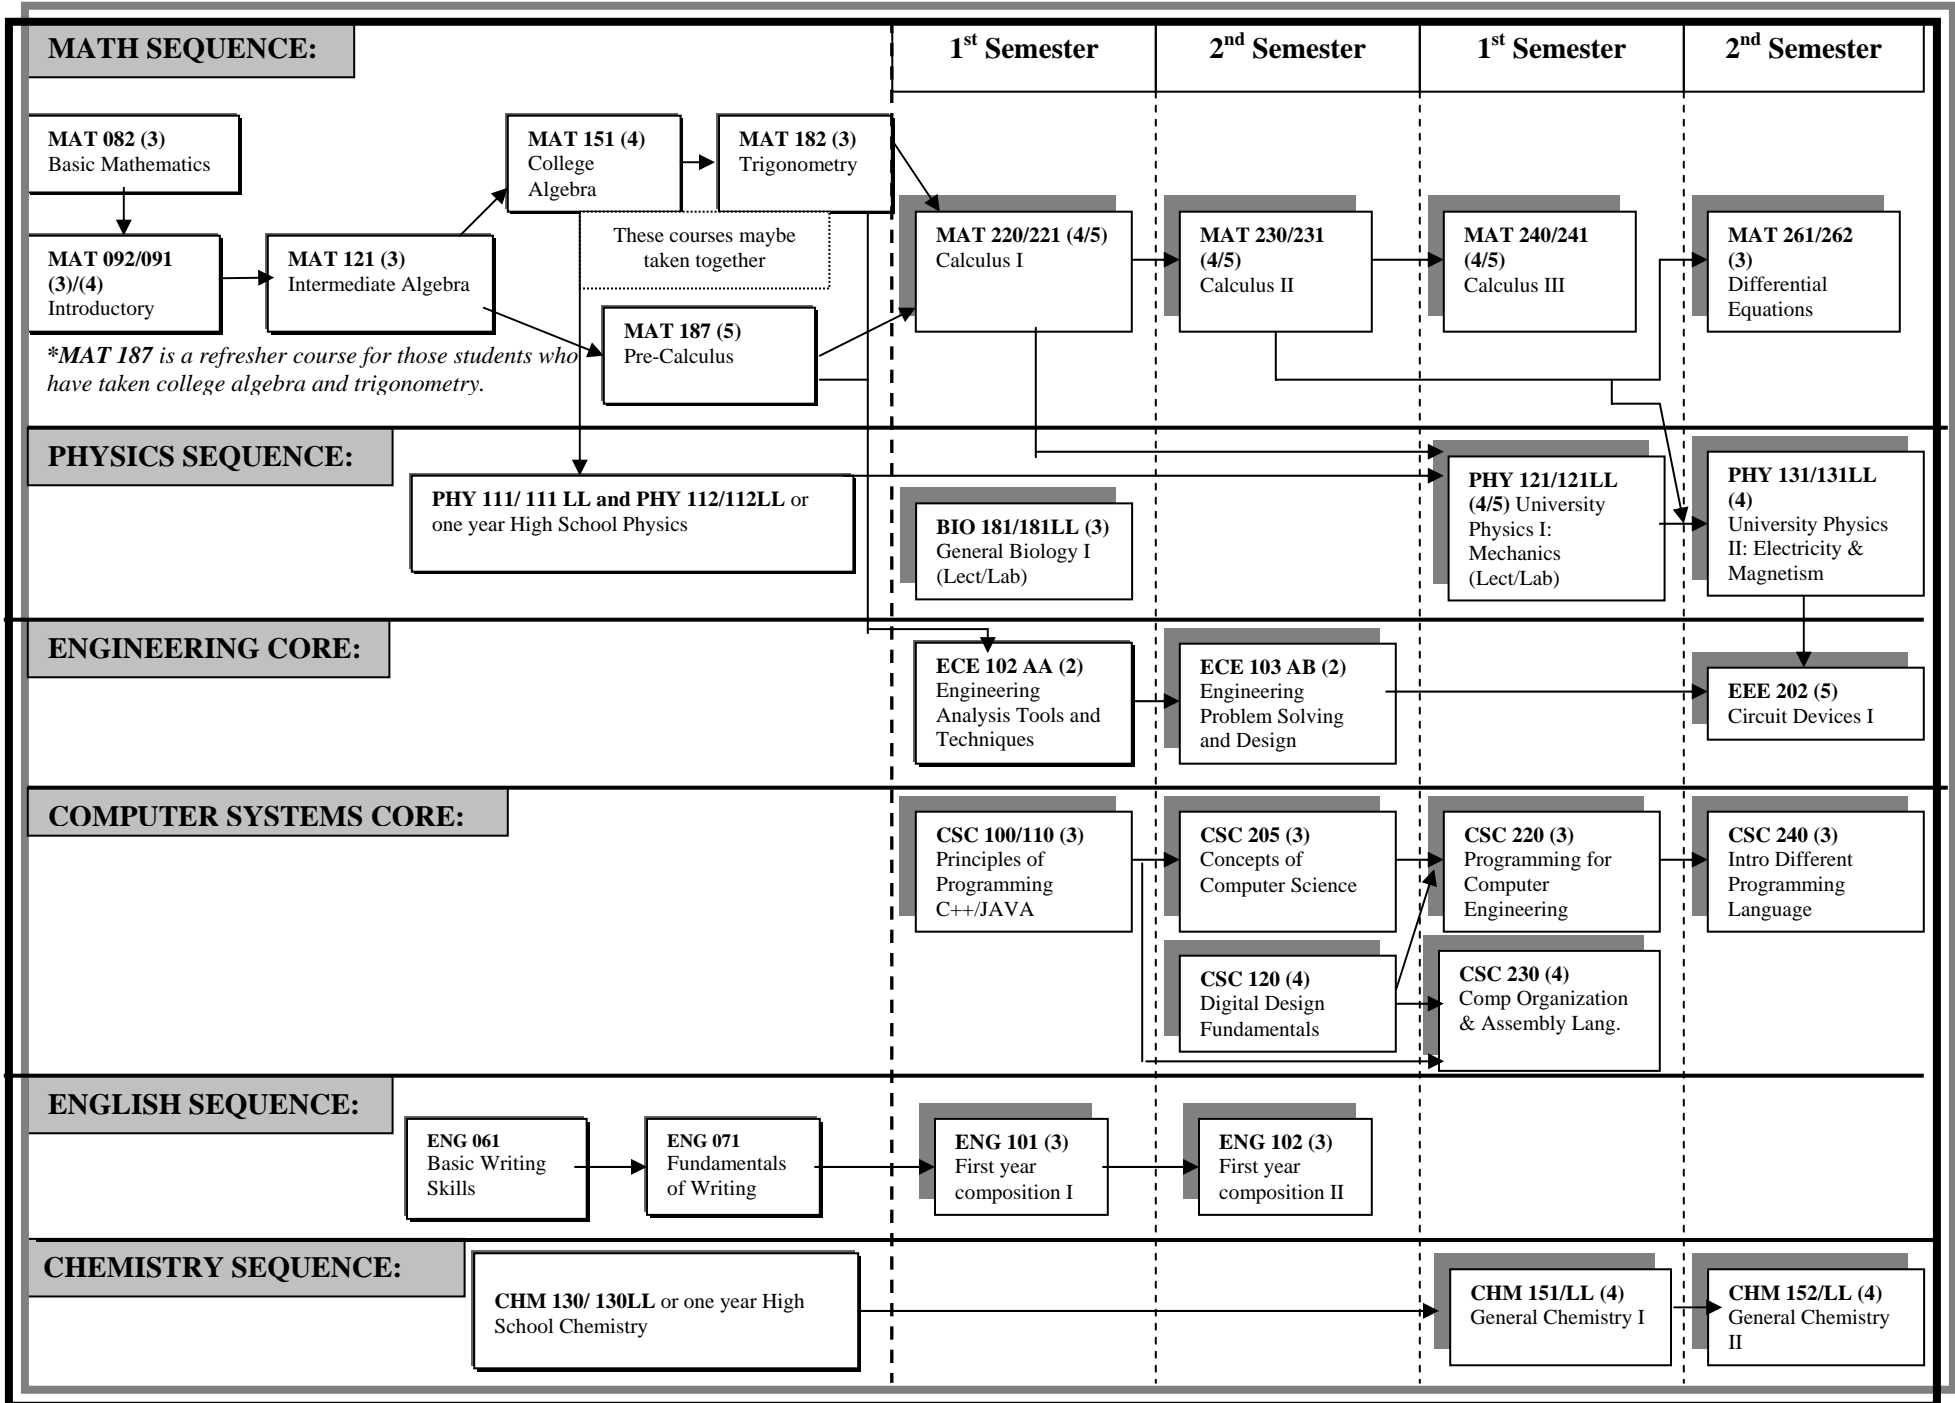 MATH SEQUENCE:
1st Semester
2nd Semester
1st Semester
2nd Semester
MAT 082 (3)
Basic Mathematics
MAT 151 (4)
College
Algebra
MAT 182 (3)
Trigonometry
These courses maybe
taken together
MAT 092/091
(3)/(4)
Introductory
MAT 121 (3)
Intermediate Algebra
MAT 187 (5)
Pre-Calculus
MAT 220/221 (4/5)
Calculus I
MAT 230/231
(4/5)
Calculus II
MAT 240/241
(4/5)
Calculus III
MAT 261/262
(3)
Differential
Equations
*MAT 187 is a refresher course for those students who
have taken college algebra and trigonometry.
PHYSICS SEQUENCE:
PHY 111/ 111 LL and PHY 112/112LL or
one year High School Physics
BIO 181/181LL (3)
General Biology I
(Lect/Lab)
PHY 121/121LL
(4/5) University
Physics I:
Mechanics
(Lect/Lab)
PHY 131/131LL
(4)
University Physics
II: Electricity &
Magnetism
ENGINEERING CORE:
ECE 102 AA (2)
Engineering
Analysis Tools and
Techniques
ECE 103 AB (2)
Engineering
Problem Solving
and Design
EEE 202 (5)
Circuit Devices I
COMPUTER SYSTEMS CORE:
CSC 100/110 (3)
Principles of
Programming
C++/JAVA
CSC 205 (3)
Concepts of
Computer Science
CSC 220 (3)
Programming for
Computer
Engineering
CSC 240 (3)
Intro Different
Programming
Language
CSC 120 (4)
Digital Design
Fundamentals
CSC 230 (4)
Comp Organization
& Assembly Lang.
ENGLISH SEQUENCE:
ENG 061
Basic Writing
Skills
ENG 071
Fundamentals
of Writing
ENG 101 (3)
First year
composition I
ENG 102 (3)
First year
composition II
CHEMISTRY SEQUENCE:
CHM 130/ 130LL or one year High
School Chemistry
CHM 151/LL (4)
General Chemistry I
CHM 152/LL (4)
General Chemistry
II